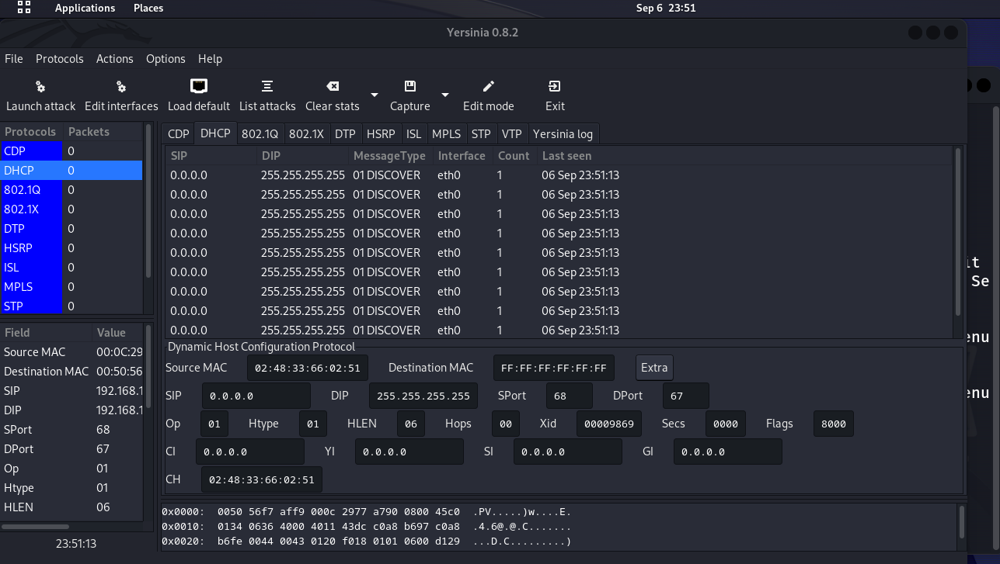 Applications Places Sep 6 23:51
Yersinia 0.8.2
File Protocols Actions Options Help
Launch attack Edit interfaces Load default List attacks Clear stats Capture Edit mode Exit
Protocols Packets
CDP 0
DHCP 0
802.1Q 0
802.1X 0
DTP 0
HSRP 0
ISL 0
MPLS 0
STP 0
Field Value
Source MAC 00:0C:29
Destination MAC 00:50:56
SIP 192.168.1
DIP 192.168.1
SPort 68
DPort 67
Op 01
Htype 01
HLEN 06
23:51:13
CDP DHCP 802.1Q 802.1X DTP HSRP ISL MPLS STP VTP Yersinia log
SIP DIP MessageType Interface Count Last seen
0.0.0.0 255.255.255.255 01 DISCOVER eth0 1 06 Sep 23:51:13
0.0.0.0 255.255.255.255 01 DISCOVER eth0 1 06 Sep 23:51:13
0.0.0.0 255.255.255.255 01 DISCOVER eth0 1 06 Sep 23:51:13
0.0.0.0 255.255.255.255 01 DISCOVER eth0 1 06 Sep 23:51:13
0.0.0.0 255.255.255.255 01 DISCOVER eth0 1 06 Sep 23:51:13
0.0.0.0 255.255.255.255 01 DISCOVER eth0 1 06 Sep 23:51:13
0.0.0.0 255.255.255.255 01 DISCOVER eth0 1 06 Sep 23:51:13
0.0.0.0 255.255.255.255 01 DISCOVER eth0 1 06 Sep 23:51:13
0.0.0.0 255.255.255.255 01 DISCOVER eth0 1 06 Sep 23:51:13
Dynamic Host Configuration Protocol
Source MAC 02:48:33:66:02:51 Destination MAC FF:FF:FF:FF:FF:FF Extra
SIP 0.0.0.0 DIP 255.255.255.255 SPort 68 DPort 67
Op 01 Htype 01 HLEN 06 Hops 00 Xid 00009869 Secs 0000 Flags 8000
CI 0.0.0.0 YI 0.0.0.0 SI 0.0.0.0 GI 0.0.0.0
CH 02:48:33:66:02:51
0x0000: 0050 56f7 aff9 000c 2977 a790 0800 45c0 .PV.....)w....E.
0x0010: 0134 0636 4000 4011 43dc c0a8 b697 c0a8 .4.6@.@.C.......
0x0020: b6fe 0044 0043 0120 f018 0101 0600 d129 ...D.C.........)
it
Se
enu
enu